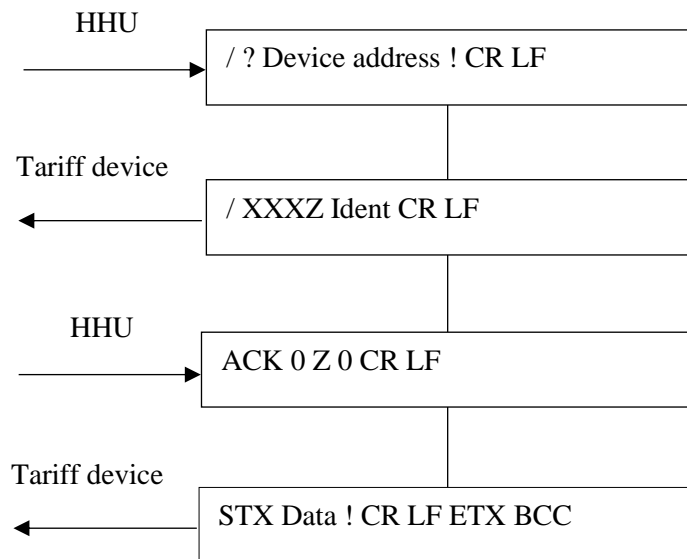 HHU
/ ? Device address ! CR LF
Tariff device
/ XXXZ Ident CR LF
HHU
ACK 0 Z 0 CR LF
Tariff device
STX Data ! CR LF ETX BCC